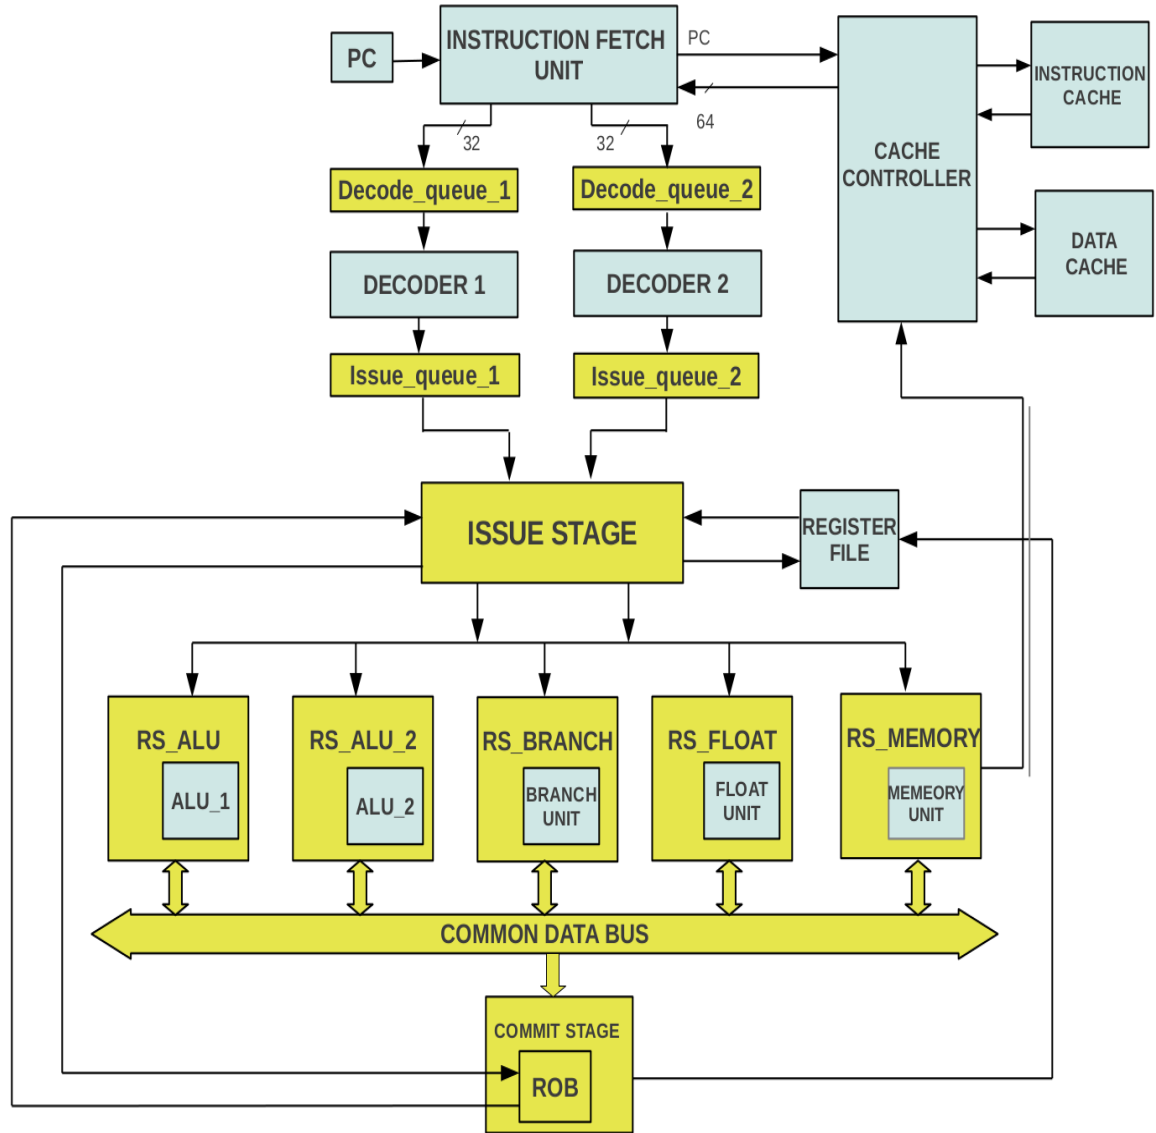 INSTRUCTION FETCH
UNIT
PC
PC
64
32
32
INSTRUCTION
CACHE
CACHE
CONTROLLER
DATA
CACHE
Decode_queue_1
Decode_queue_2
DECODER 1
DECODER 2
Issue_queue_1
Issue_queue_2
ISSUE STAGE
REGISTER
FILE
RS_ALU
ALU_1
RS_ALU_2
ALU_2
RS_BRANCH
BRANCH
UNIT
RS_FLOAT
FLOAT
UNIT
RS_MEMORY
MEMEORY
UNIT
COMMON DATA BUS
COMMIT STAGE
ROB